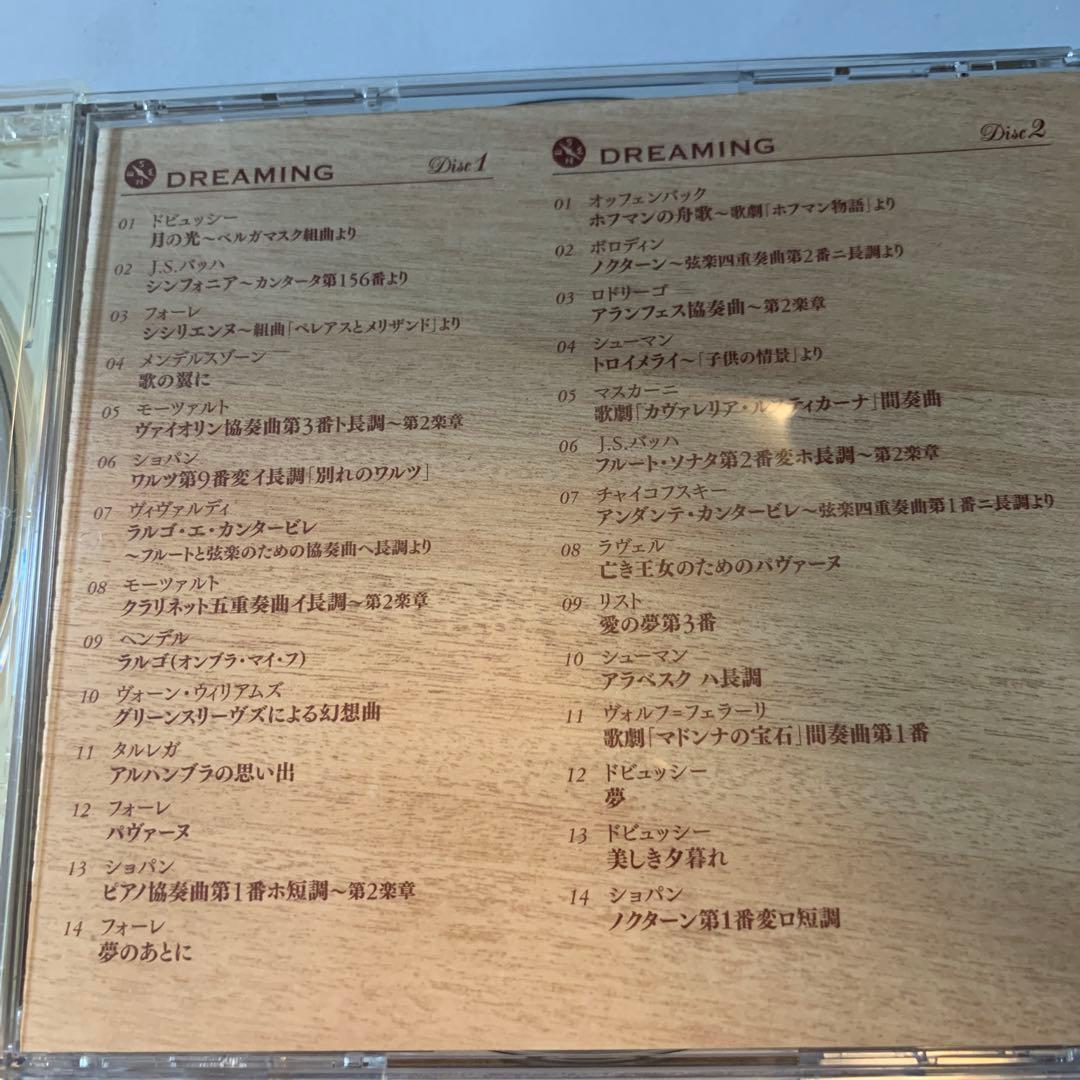 DREAMING Disc 1
01 ドビュッシー
月の光～ベルガマスク組曲より
02 J.S.バッハ
シンフォニア～カンタータ第156番より
03 フォーレ
シシリエンヌ～組曲「ペレアスとメリザンド」より
04 メンデルスゾーン
歌の翼に
05 モーツァルト
ヴァイオリン協奏曲第3番ト長調～第2楽章
06 ショパン
ワルツ第9番変イ長調「別れのワルツ」
07 ヴィヴァルディ
ラルゴ・エ・カンタービレ
～フルートと弦楽のための協奏曲ヘ長調より
08 モーツァルト
クラリネット五重奏曲イ長調～第2楽章
09 ヘンデル
ラルゴ(オンブラ・マイ・フ)
10 ヴォーン・ウィリアムズ
グリーンスリーヴズによる幻想曲
11 タルレガ
アルハンブラの思い出
12 フォーレ
パヴァーヌ
13 ショパン
ピアノ協奏曲第1番ホ短調～第2楽章
14 フォーレ
夢のあとに
DREAMING Disc 2
01 オッフェンバック
ホフマンの舟歌～歌劇「ホフマン物語」より
02 ボロディン
ノクターン～弦楽四重奏曲第2番ニ長調より
03 ロドリーゴ
アランフェス協奏曲～第2楽章
04 シューマン
トロイメライ～「子供の情景」より
05 マスカーニ
歌劇「カヴァレリア・ルスティカーナ」間奏曲
06 J.S.バッハ
フルート・ソナタ第2番変ホ長調～第2楽章
07 チャイコフスキー
アンダンテ・カンタービレ～弦楽四重奏曲第1番ニ長調より
08 ラヴェル
亡き王女のためのパヴァーヌ
09 リスト
愛の夢第3番
10 シューマン
アラベスク ハ長調
11 ヴォルフ=フェラーリ
歌劇「マドンナの宝石」間奏曲第1番
12 ドビュッシー
夢
13 ドビュッシー
美しき夕暮れ
14 ショパン
ノクターン第1番変ロ短調